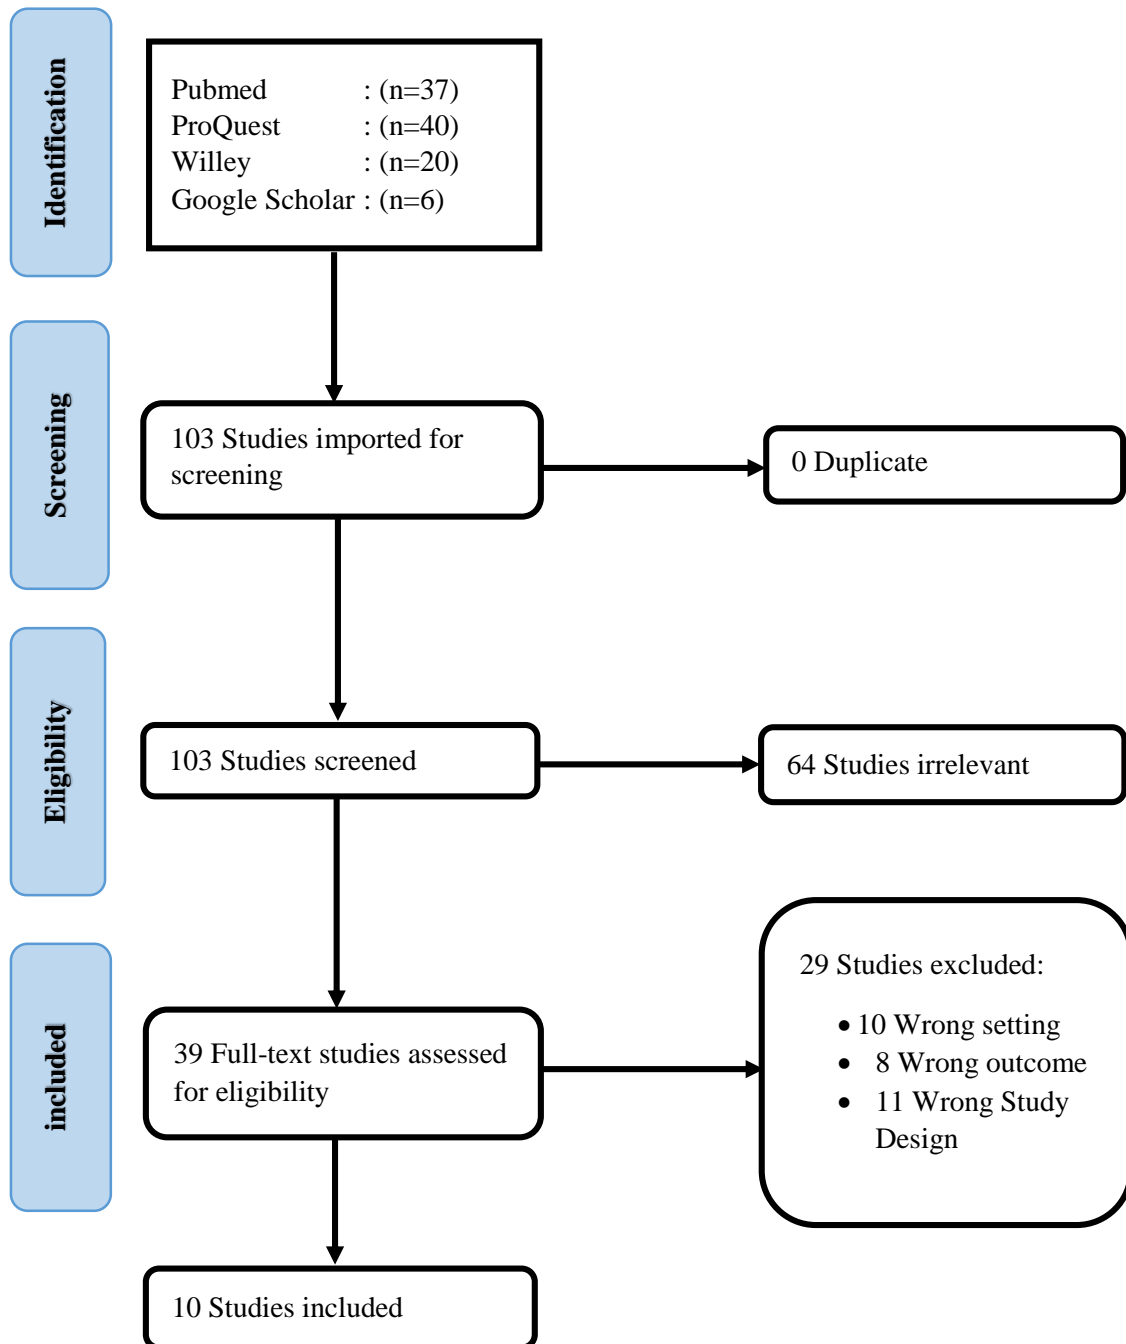 Identification
Pubmed : (n=37)
ProQuest : (n=40)
Willey : (n=20)
Google Scholar : (n=6)
Screening
103 Studies imported for
screening
0 Duplicate
Eligibility
103 Studies screened
64 Studies irrelevant
included
39 Full-text studies assessed
for eligibility
29 Studies excluded:
• 10 Wrong setting
• 8 Wrong outcome
• 11 Wrong Study
Design
10 Studies included